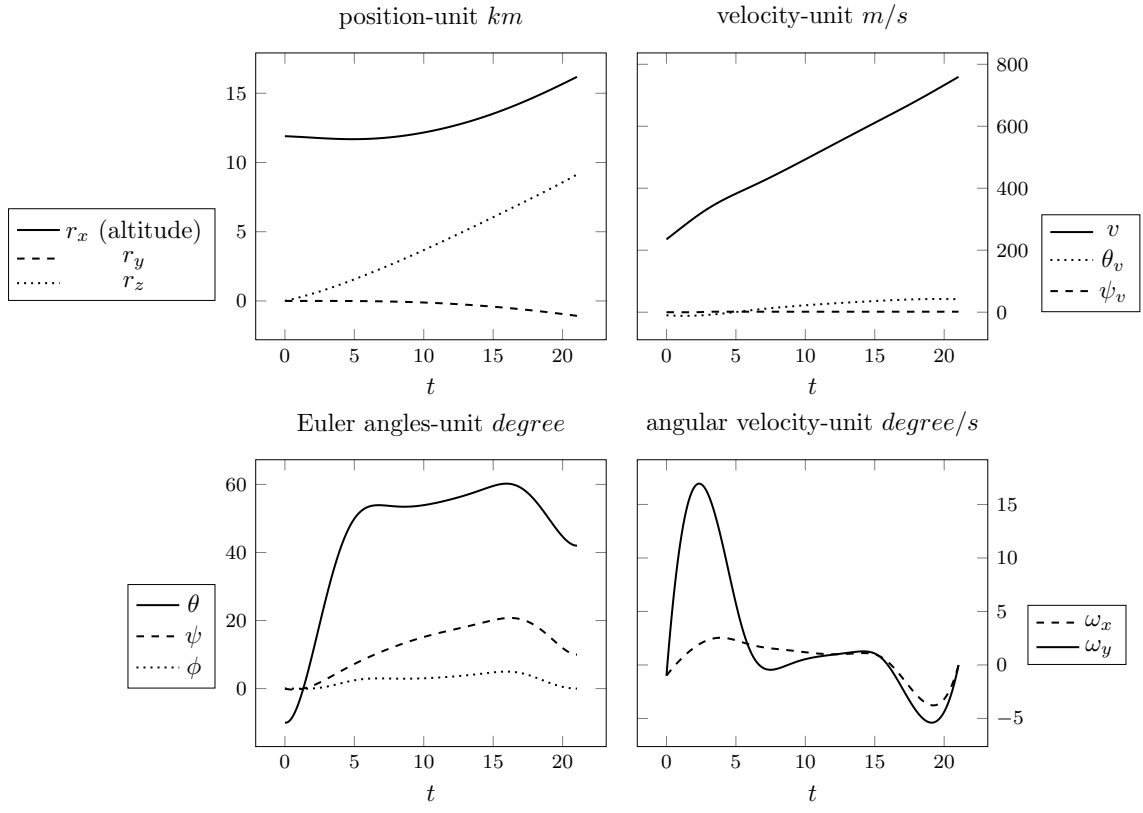 position-unit km
15
10
5
0
0 5 10 15 20
t
r_x (altitude)
r_y
r_z
velocity-unit m/s
800
600
400
200
0
0 5 10 15 20
t
v
θ_v
ψ_v
Euler angles-unit degree
60
40
20
0
0 5 10 15 20
t
θ
ψ
ϕ
angular velocity-unit degree/s
15
10
5
0
−5
0 5 10 15 20
t
ω_x
ω_y